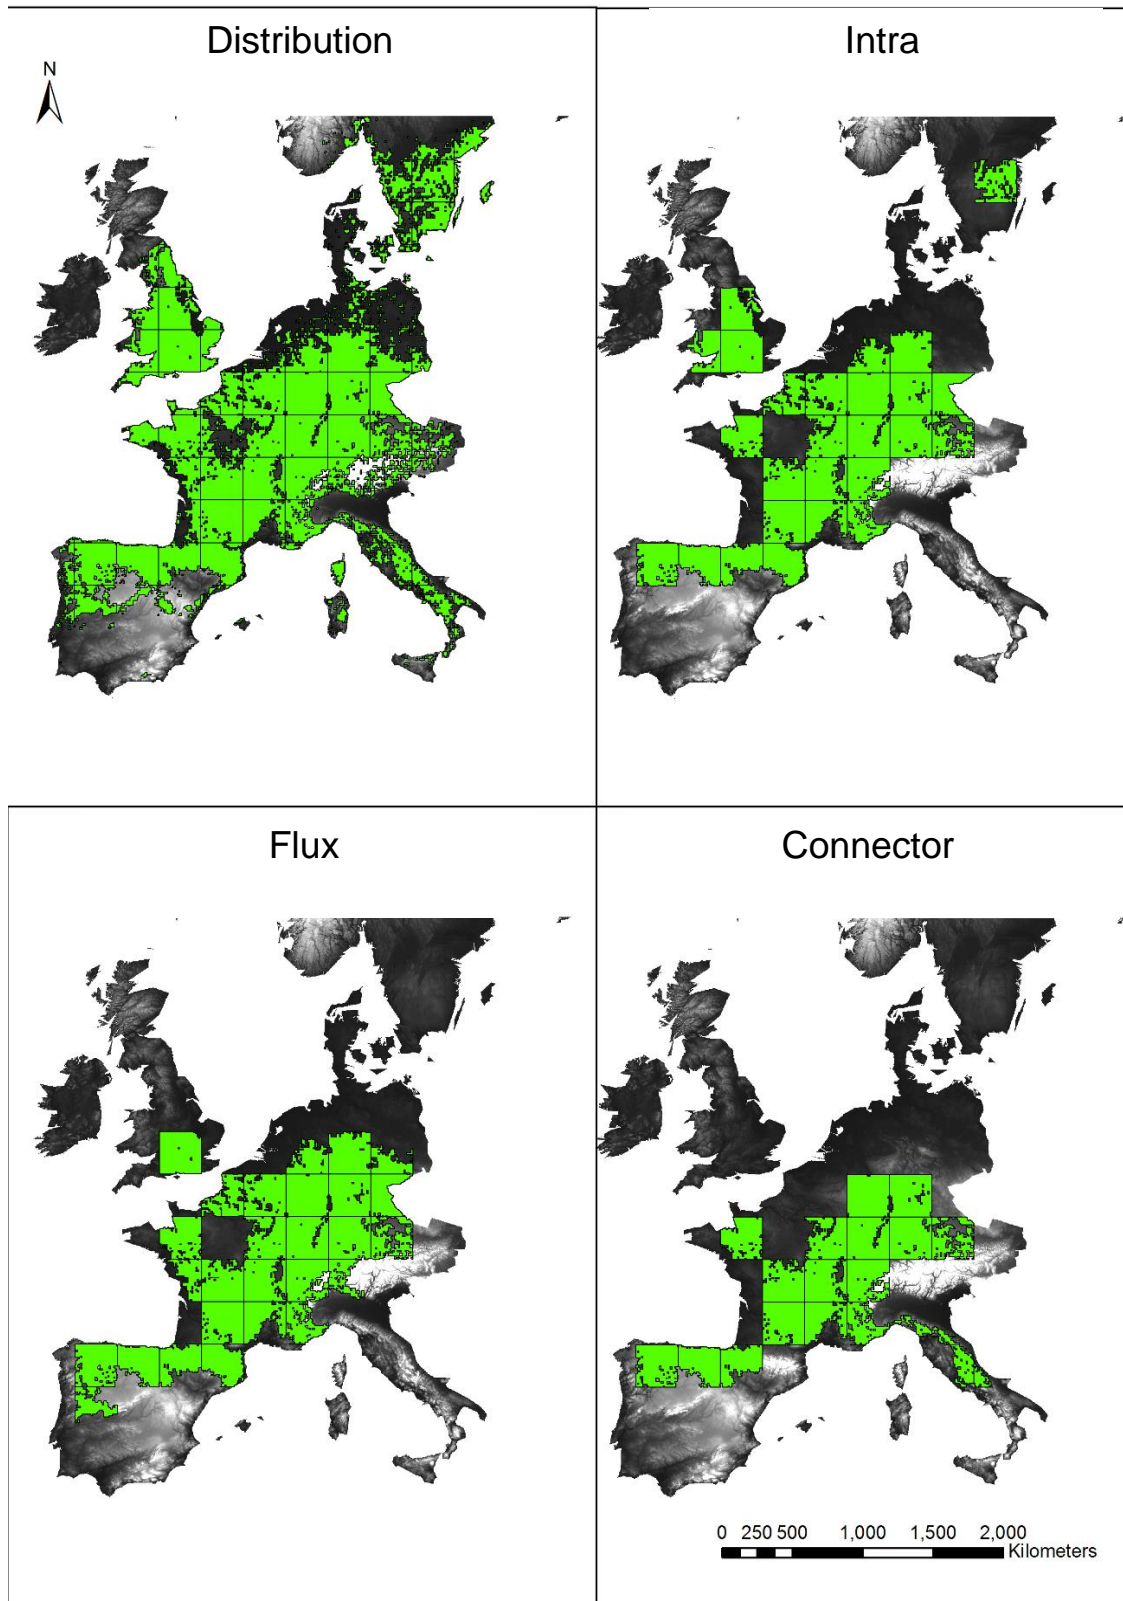 Distribution
Intra
N
Flux
Connector
0 250 500 1,000 1,500 2,000
Kilometers